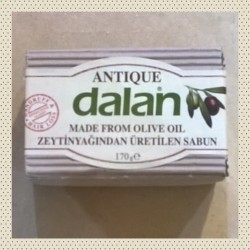 ANTIQUE
dalan
MADE FROM OLIVE OIL
ZEYTİNYAĞINDAN ÜRETİLEN SABUN
170g℮